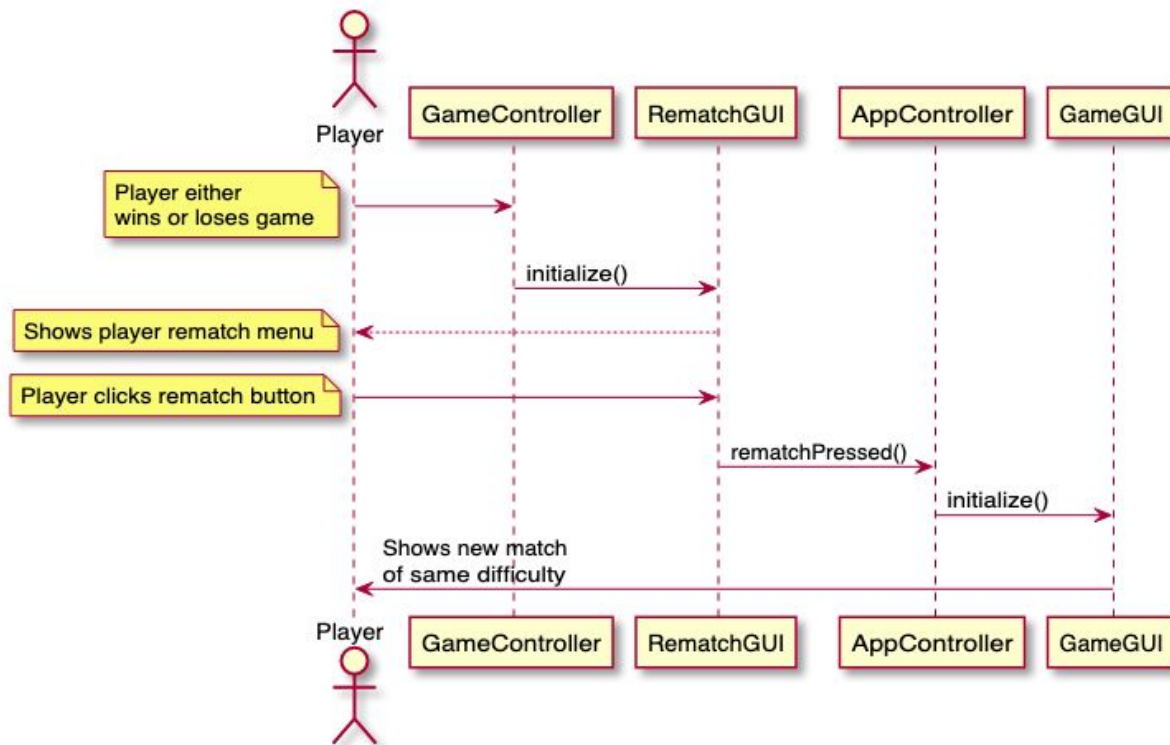 Player
GameController
RematchGUI
AppController
GameGUI
Player either
wins or loses game
initialize()
Shows player rematch menu
Player clicks rematch button
rematchPressed()
initialize()
Shows new match
of same difficulty
Player
GameController
RematchGUI
AppController
GameGUI